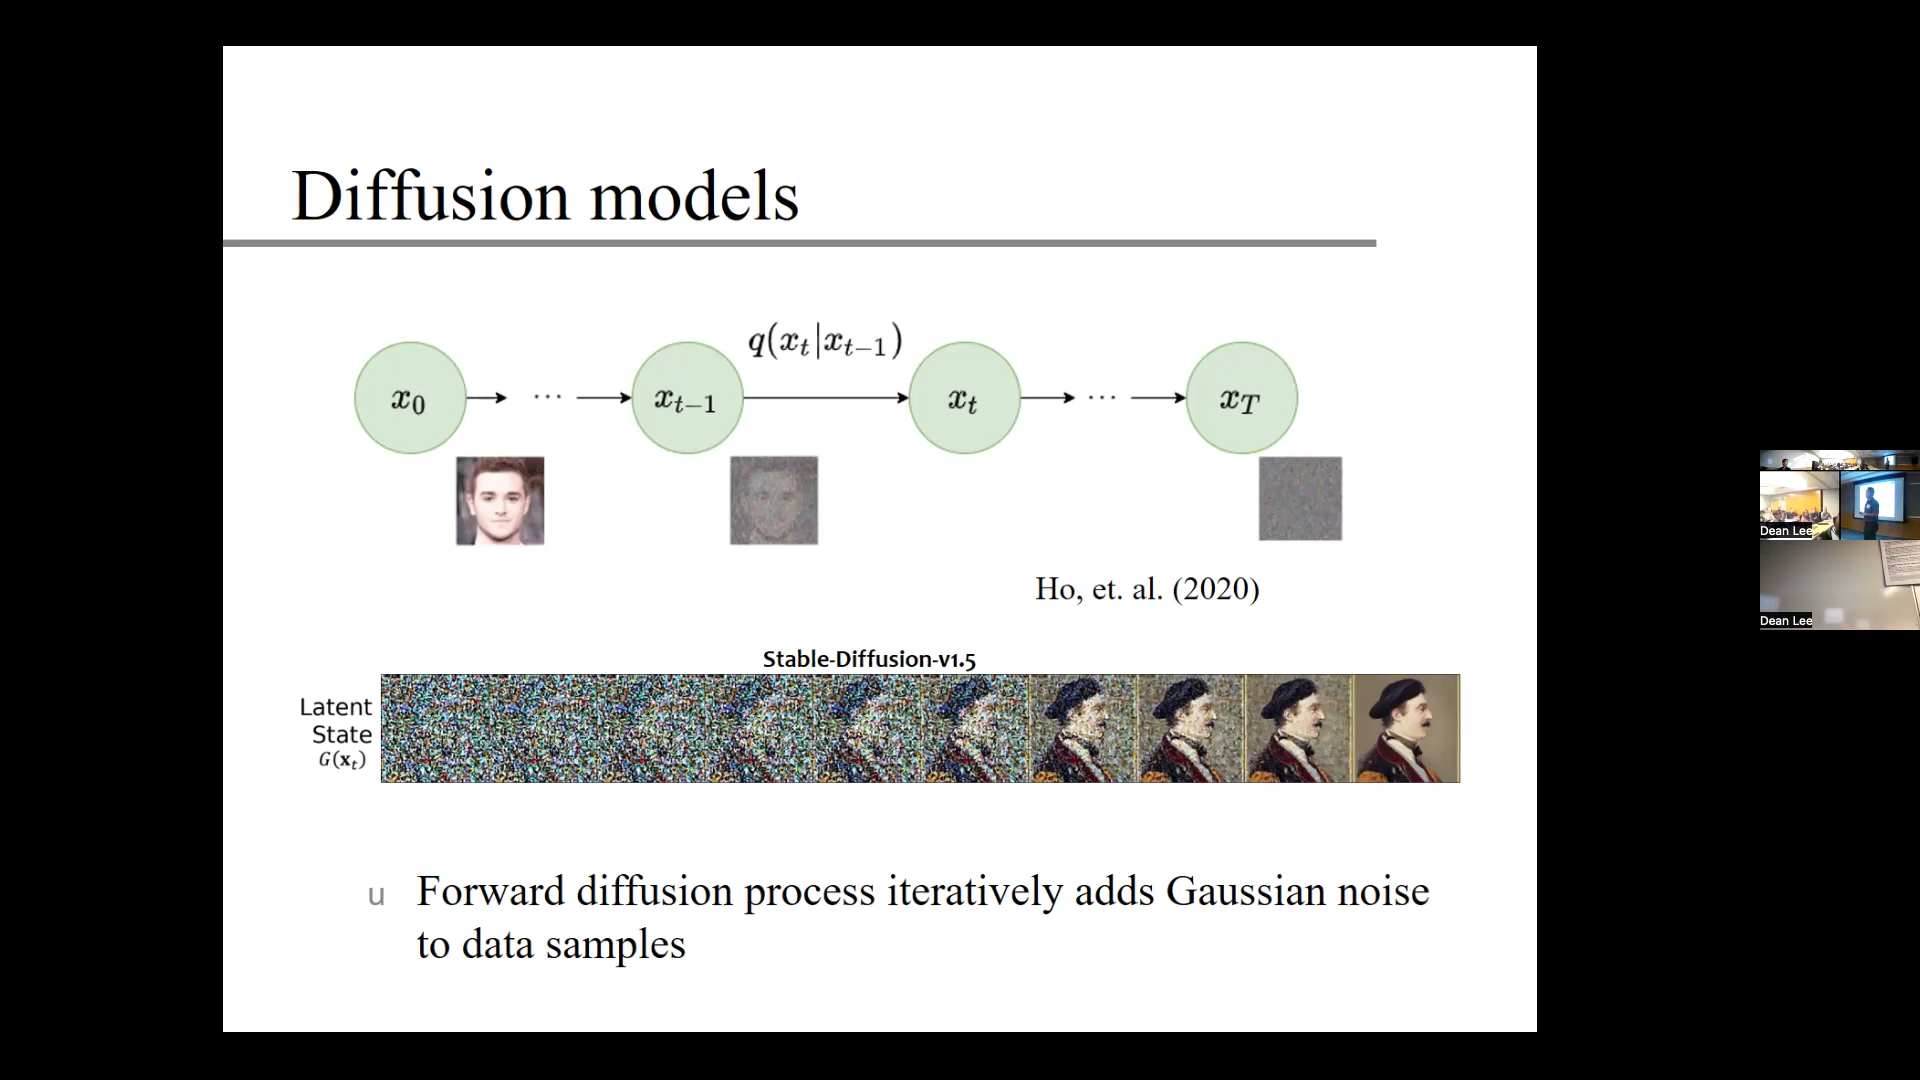 Diffusion models
q(x_t|x_{t-1})
x_0 → ⋯ → x_{t-1} → x_t → ⋯ → x_T
Ho, et. al. (2020)
Stable-Diffusion-v1.5
Latent
State
G(𝐱_t)
u Forward diffusion process iteratively adds Gaussian noise
to data samples
Dean Lee
Dean Lee